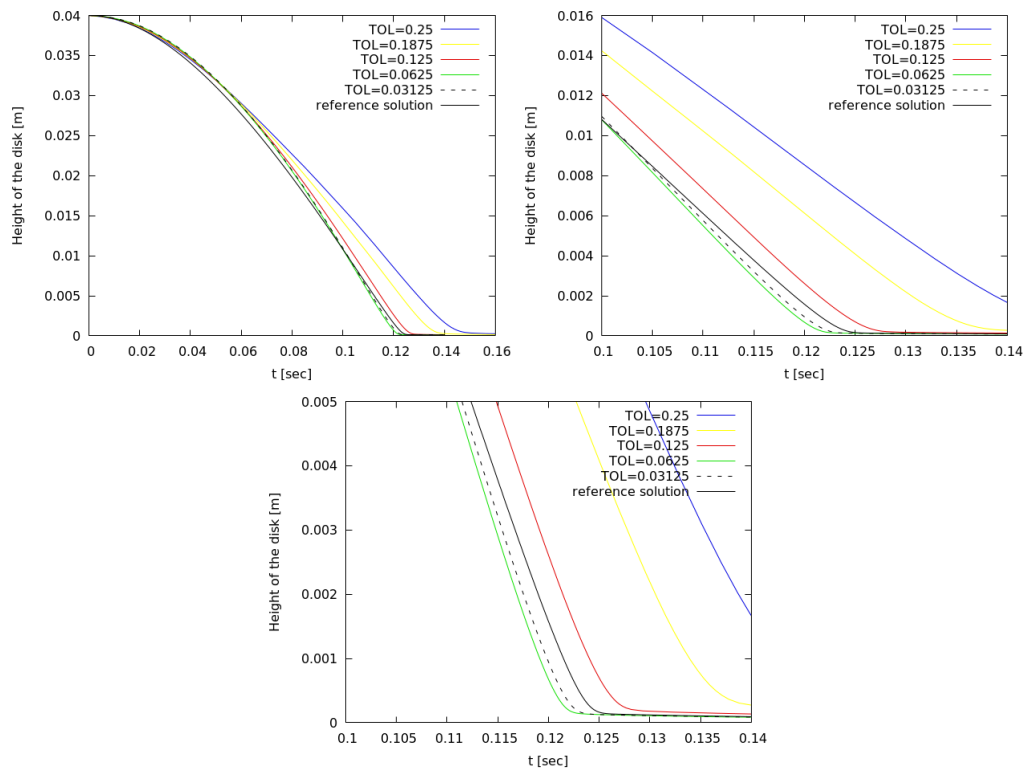 0.04
0.035
0.03
0.025
0.02
0.015
0.01
0.005
0
Height of the disk [m]
0 0.02 0.04 0.06 0.08 0.1 0.12 0.14 0.16
t [sec]
TOL=0.25
TOL=0.1875
TOL=0.125
TOL=0.0625
TOL=0.03125
reference solution
0.016
0.014
0.012
0.01
0.008
0.006
0.004
0.002
0
Height of the disk [m]
0.1 0.105 0.11 0.115 0.12 0.125 0.13 0.135 0.14
t [sec]
TOL=0.25
TOL=0.1875
TOL=0.125
TOL=0.0625
TOL=0.03125
reference solution
0.005
0.004
0.003
0.002
0.001
0
Height of the disk [m]
0.1 0.105 0.11 0.115 0.12 0.125 0.13 0.135 0.14
t [sec]
TOL=0.25
TOL=0.1875
TOL=0.125
TOL=0.0625
TOL=0.03125
reference solution